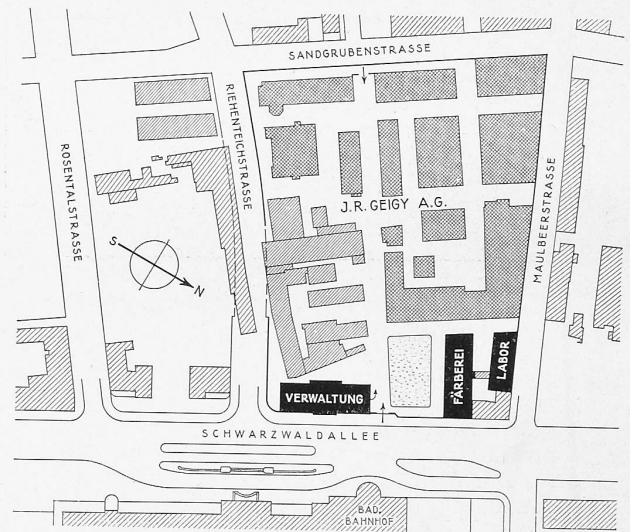 SANDGRUBENSTRASSE
RIEHENTEICHSTRASSE
ROSENTALSTRASSE
MAULBEERSTRASSE
J.R. GEIGY A.G.
S
N
VERWALTUNG
FÄRBEREI
LABOR
SCHWARZWALDALLEE
BAD.
BAHNHOF